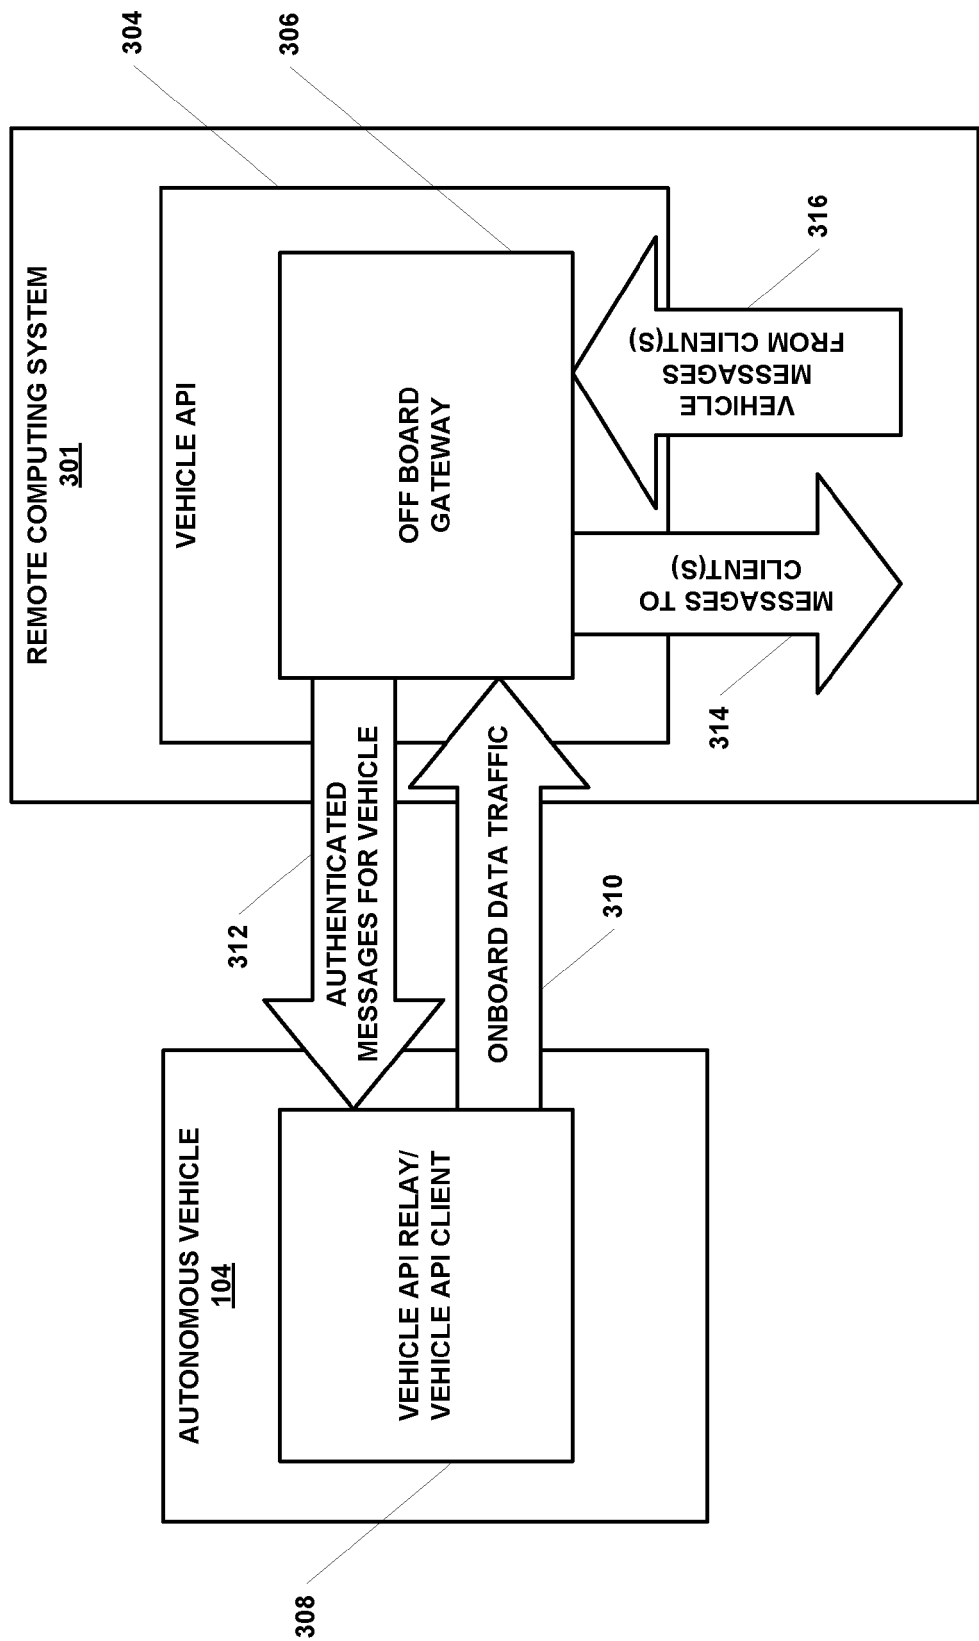 REMOTE COMPUTING SYSTEM
301
VEHICLE API
OFF BOARD
GATEWAY
304
306
AUTHENTICATED
MESSAGES FOR VEHICLE
312
ONBOARD DATA TRAFFIC
310
MESSAGES TO
CLIENT(S)
314
VEHICLE
MESSAGES
FROM CLIENT(S)
316
AUTONOMOUS VEHICLE
104
VEHICLE API RELAY/
VEHICLE API CLIENT
308